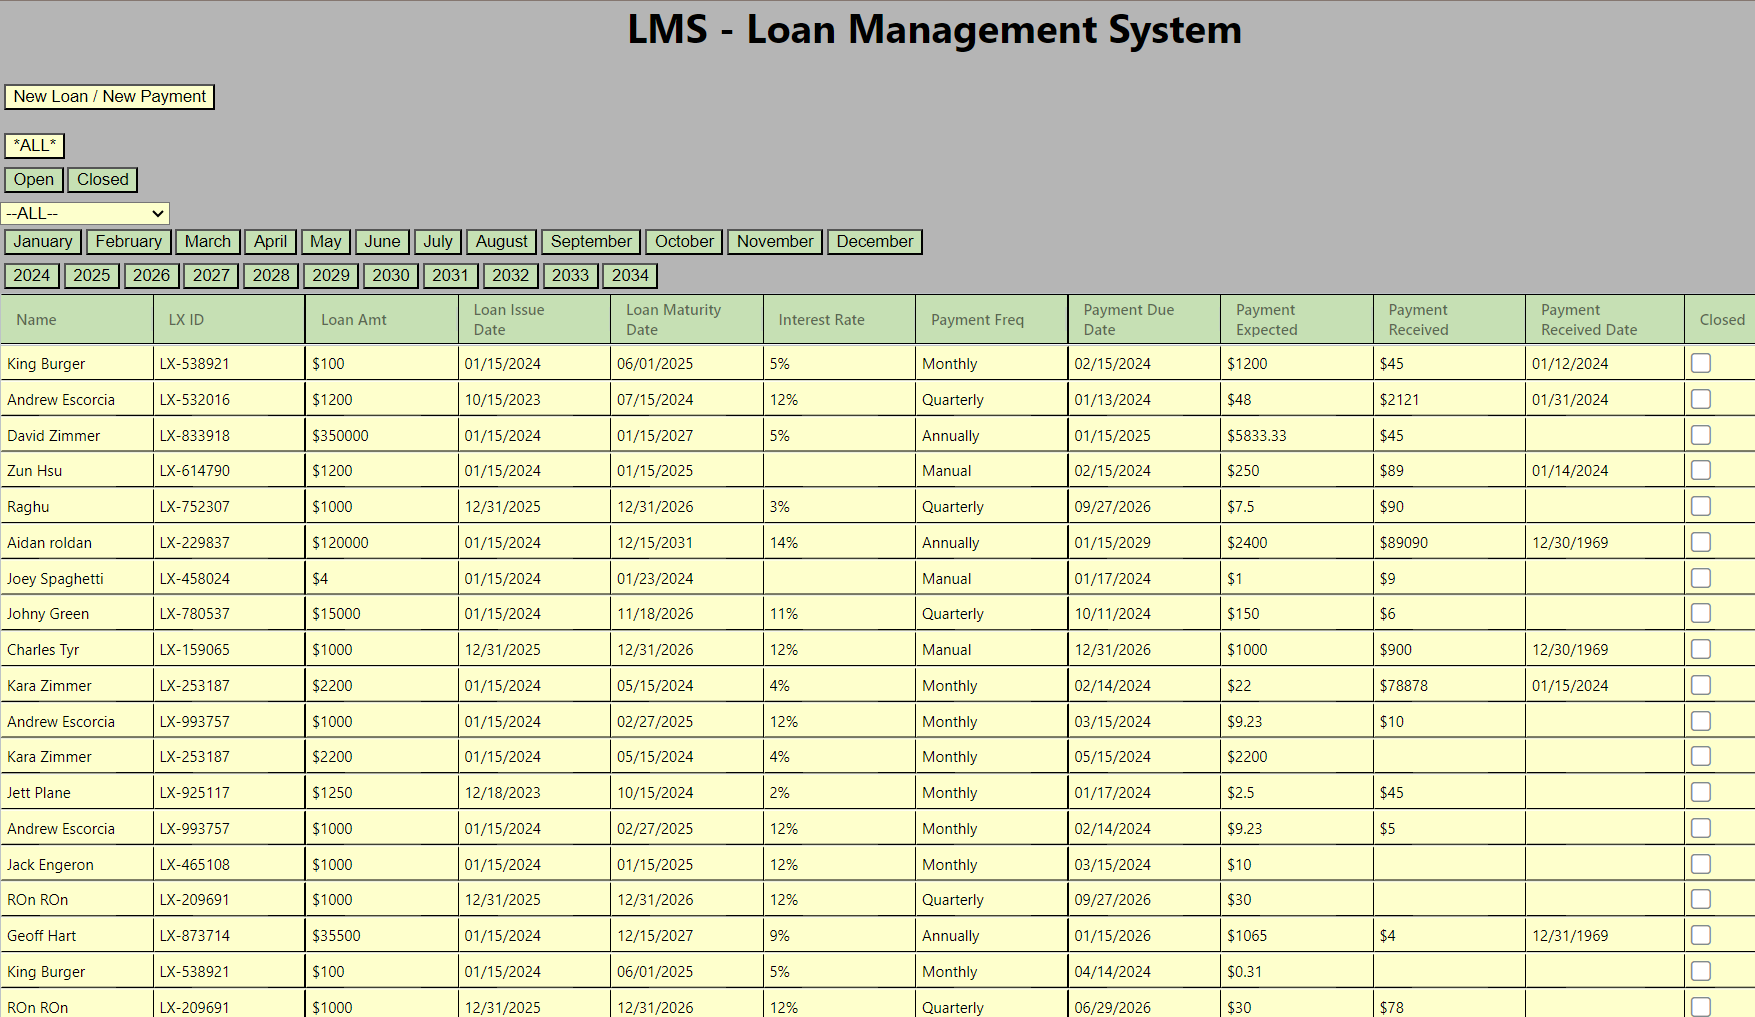 LMS - Loan Management System
New Loan / New Payment
*ALL*
Open Closed
--ALL--
January February March April May June July August September October November December
2024 2025 2026 2027 2028 2029 2030 2031 2032 2033 2034
Name LX ID Loan Amt Loan Issue Date Loan Maturity Date Interest Rate Payment Freq Payment Due Date Payment Expected Payment Received Payment Received Date Closed
King Burger LX-538921 $100 01/15/2024 06/01/2025 5% Monthly 02/15/2024 $1200 $45 01/12/2024
Andrew Escorcia LX-532016 $1200 10/15/2023 07/15/2024 12% Quarterly 01/13/2024 $48 $2121 01/31/2024
David Zimmer LX-833918 $350000 01/15/2024 01/15/2027 5% Annually 01/15/2025 $5833.33 $45
Zun Hsu LX-614790 $1200 01/15/2024 01/15/2025 Manual 02/15/2024 $250 $89 01/14/2024
Raghu LX-752307 $1000 12/31/2025 12/31/2026 3% Quarterly 09/27/2026 $7.5 $90
Aidan roldan LX-229837 $120000 01/15/2024 12/15/2031 14% Annually 01/15/2029 $2400 $89090 12/30/1969
Joey Spaghetti LX-458024 $4 01/15/2024 01/23/2024 Manual 01/17/2024 $1 $9
Johny Green LX-780537 $15000 01/15/2024 11/18/2026 11% Quarterly 10/11/2024 $150 $6
Charles Tyr LX-159065 $1000 12/31/2025 12/31/2026 12% Manual 12/31/2026 $1000 $900 12/30/1969
Kara Zimmer LX-253187 $2200 01/15/2024 05/15/2024 4% Monthly 02/14/2024 $22 $78878 01/15/2024
Andrew Escorcia LX-993757 $1000 01/15/2024 02/27/2025 12% Monthly 03/15/2024 $9.23 $10
Kara Zimmer LX-253187 $2200 01/15/2024 05/15/2024 4% Monthly 05/15/2024 $2200
Jett Plane LX-925117 $1250 12/18/2023 10/15/2024 2% Monthly 01/17/2024 $2.5 $45
Andrew Escorcia LX-993757 $1000 01/15/2024 02/27/2025 12% Monthly 02/14/2024 $9.23 $5
Jack Engeron LX-465108 $1000 01/15/2024 01/15/2025 12% Monthly 03/15/2024 $10
ROn ROn LX-209691 $1000 12/31/2025 12/31/2026 12% Quarterly 09/27/2026 $30
Geoff Hart LX-873714 $35500 01/15/2024 12/15/2027 9% Annually 01/15/2026 $1065 $4 12/31/1969
King Burger LX-538921 $100 01/15/2024 06/01/2025 5% Monthly 04/14/2024 $0.31
ROn ROn LX-209691 $1000 12/31/2025 12/31/2026 12% Quarterly 06/29/2026 $30 $78